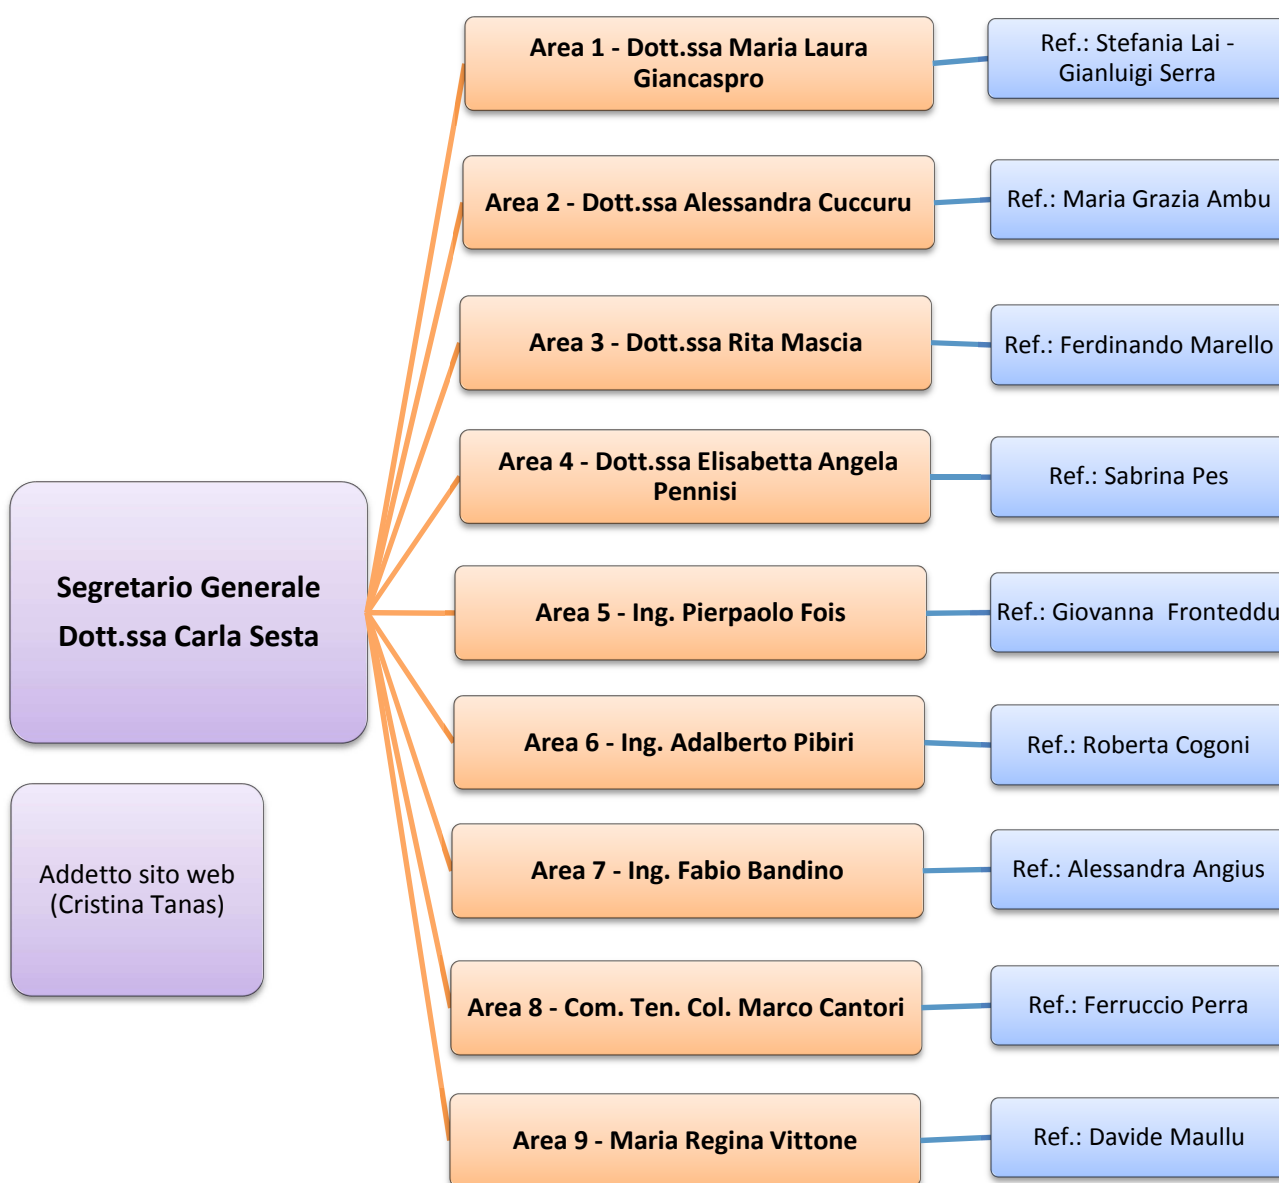 Area 1 - Dott.ssa Maria Laura
Giancaspro
Ref.: Stefania Lai -
Gianluigi Serra
Area 2 - Dott.ssa Alessandra Cuccuru
Ref.: Maria Grazia Ambu
Area 3 - Dott.ssa Rita Mascia
Ref.: Ferdinando Marello
Area 4 - Dott.ssa Elisabetta Angela
Pennisi
Ref.: Sabrina Pes
Segretario Generale
Dott.ssa Carla Sesta
Area 5 - Ing. Pierpaolo Fois
Ref.: Giovanna  Fronteddu
Area 6 - Ing. Adalberto Pibiri
Ref.: Roberta Cogoni
Addetto sito web
(Cristina Tanas)
Area 7 - Ing. Fabio Bandino
Ref.: Alessandra Angius
Area 8 - Com. Ten. Col. Marco Cantori
Ref.: Ferruccio Perra
Area 9 - Maria Regina Vittone
Ref.: Davide Maullu